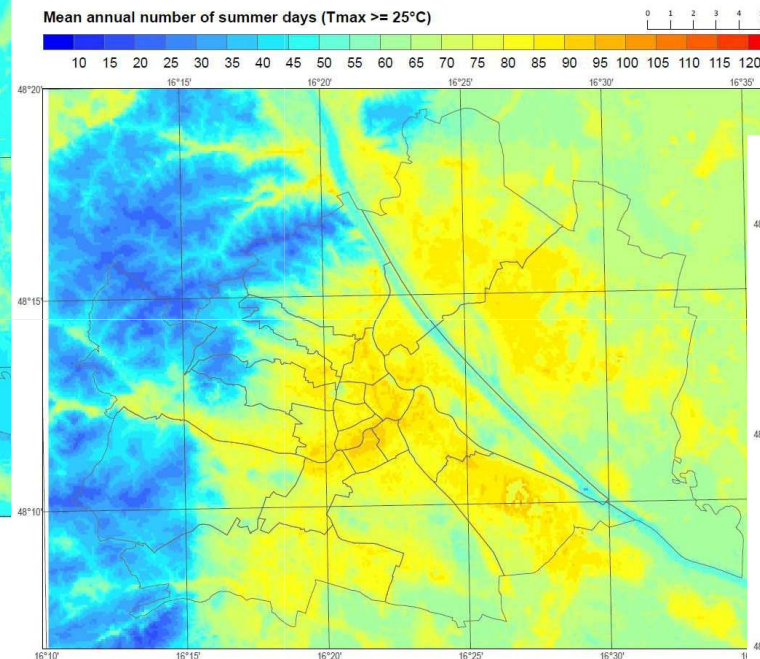 Mean annual number of summer days (Tmax >= 25°C)
0 1 2 3 4
10 15 20 25 30 35 40 45 50 55 60 65 70 75 80 85 90 95 100 105 110 115 120
16°15' 16°20' 16°25' 16°30' 16°35'
48°20'
48°15'
48°10'
16°10' 16°15' 16°20' 16°25' 16°30'